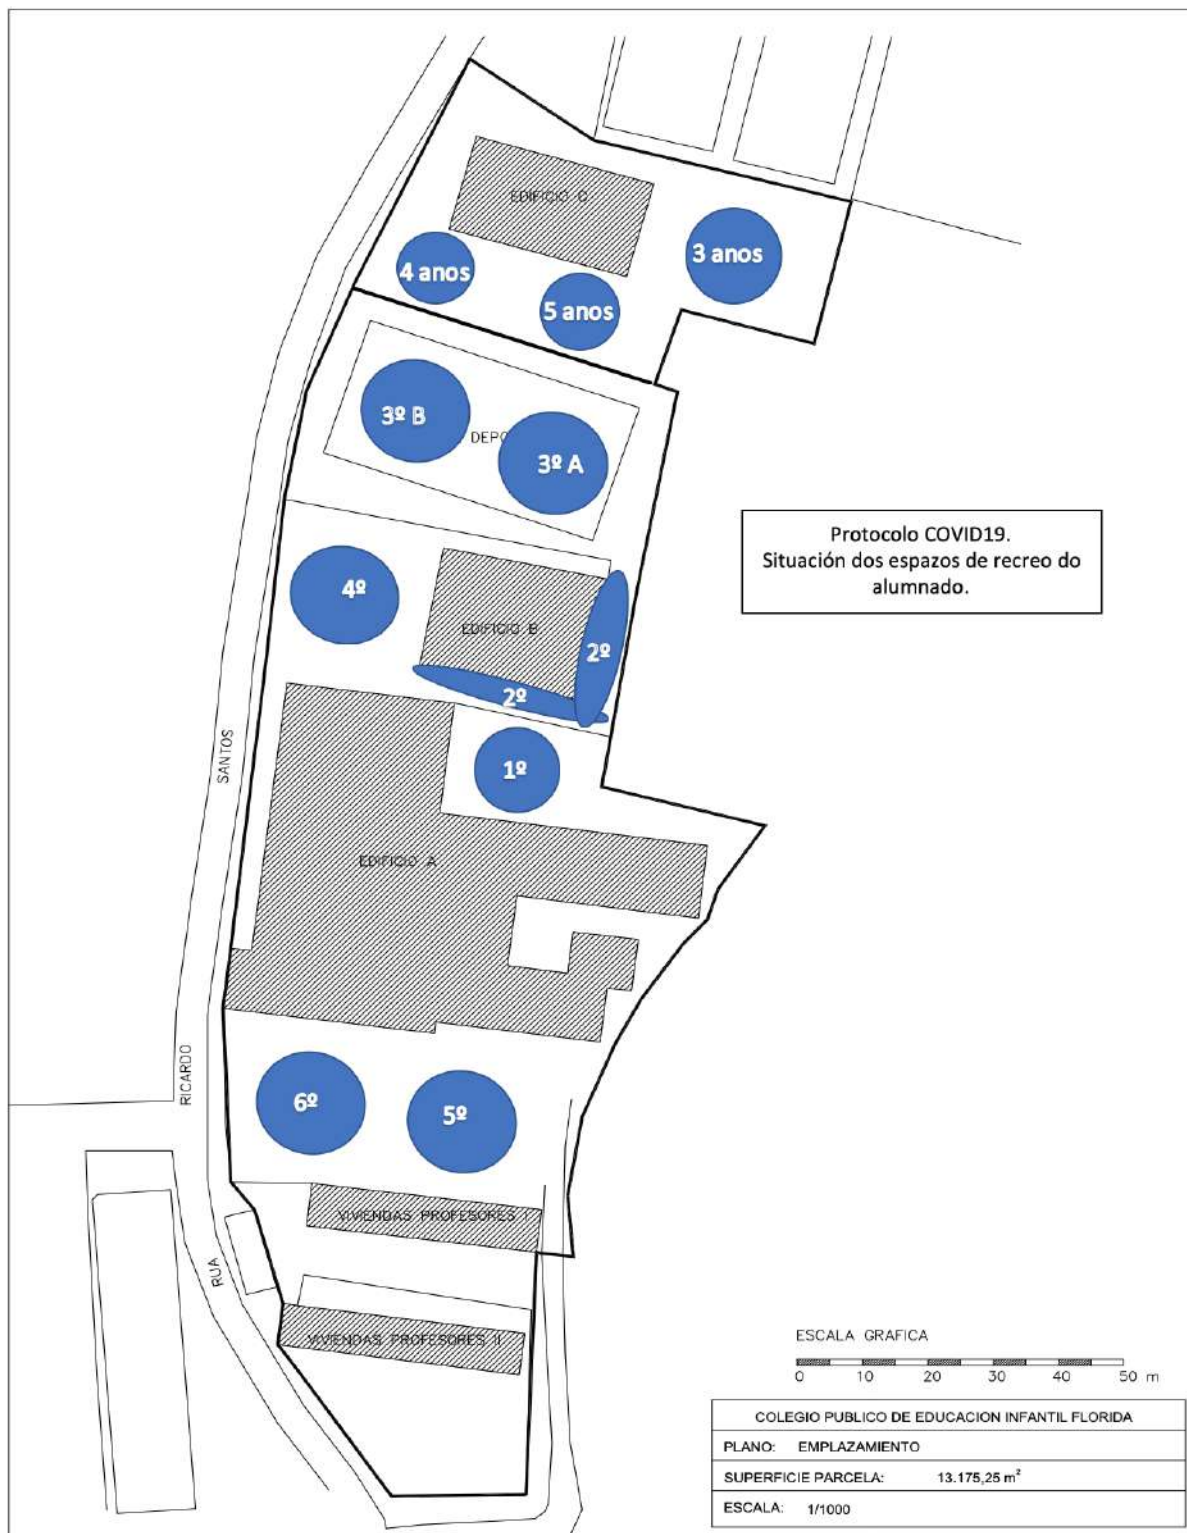 EDIFICIO C
3 anos
4 anos
5 anos
3º B
DEPO
3º A
Protocolo COVID19.
Situación dos espazos de recreo do
alumnado.
4º
EDIFICIO B
2º
2º
1º
SANTOS
EDIFICIO A
RICARDO
6º
5º
VIVIENDAS PROFESORES I
RUA
VIVIENDAS PROFESORES II
ESCALA GRAFICA
0 10 20 30 40 50 m
COLEGIO PUBLICO DE EDUCACION INFANTIL FLORIDA
PLANO: EMPLAZAMIENTO
SUPERFICIE PARCELA: 13.175,25 m²
ESCALA: 1/1000